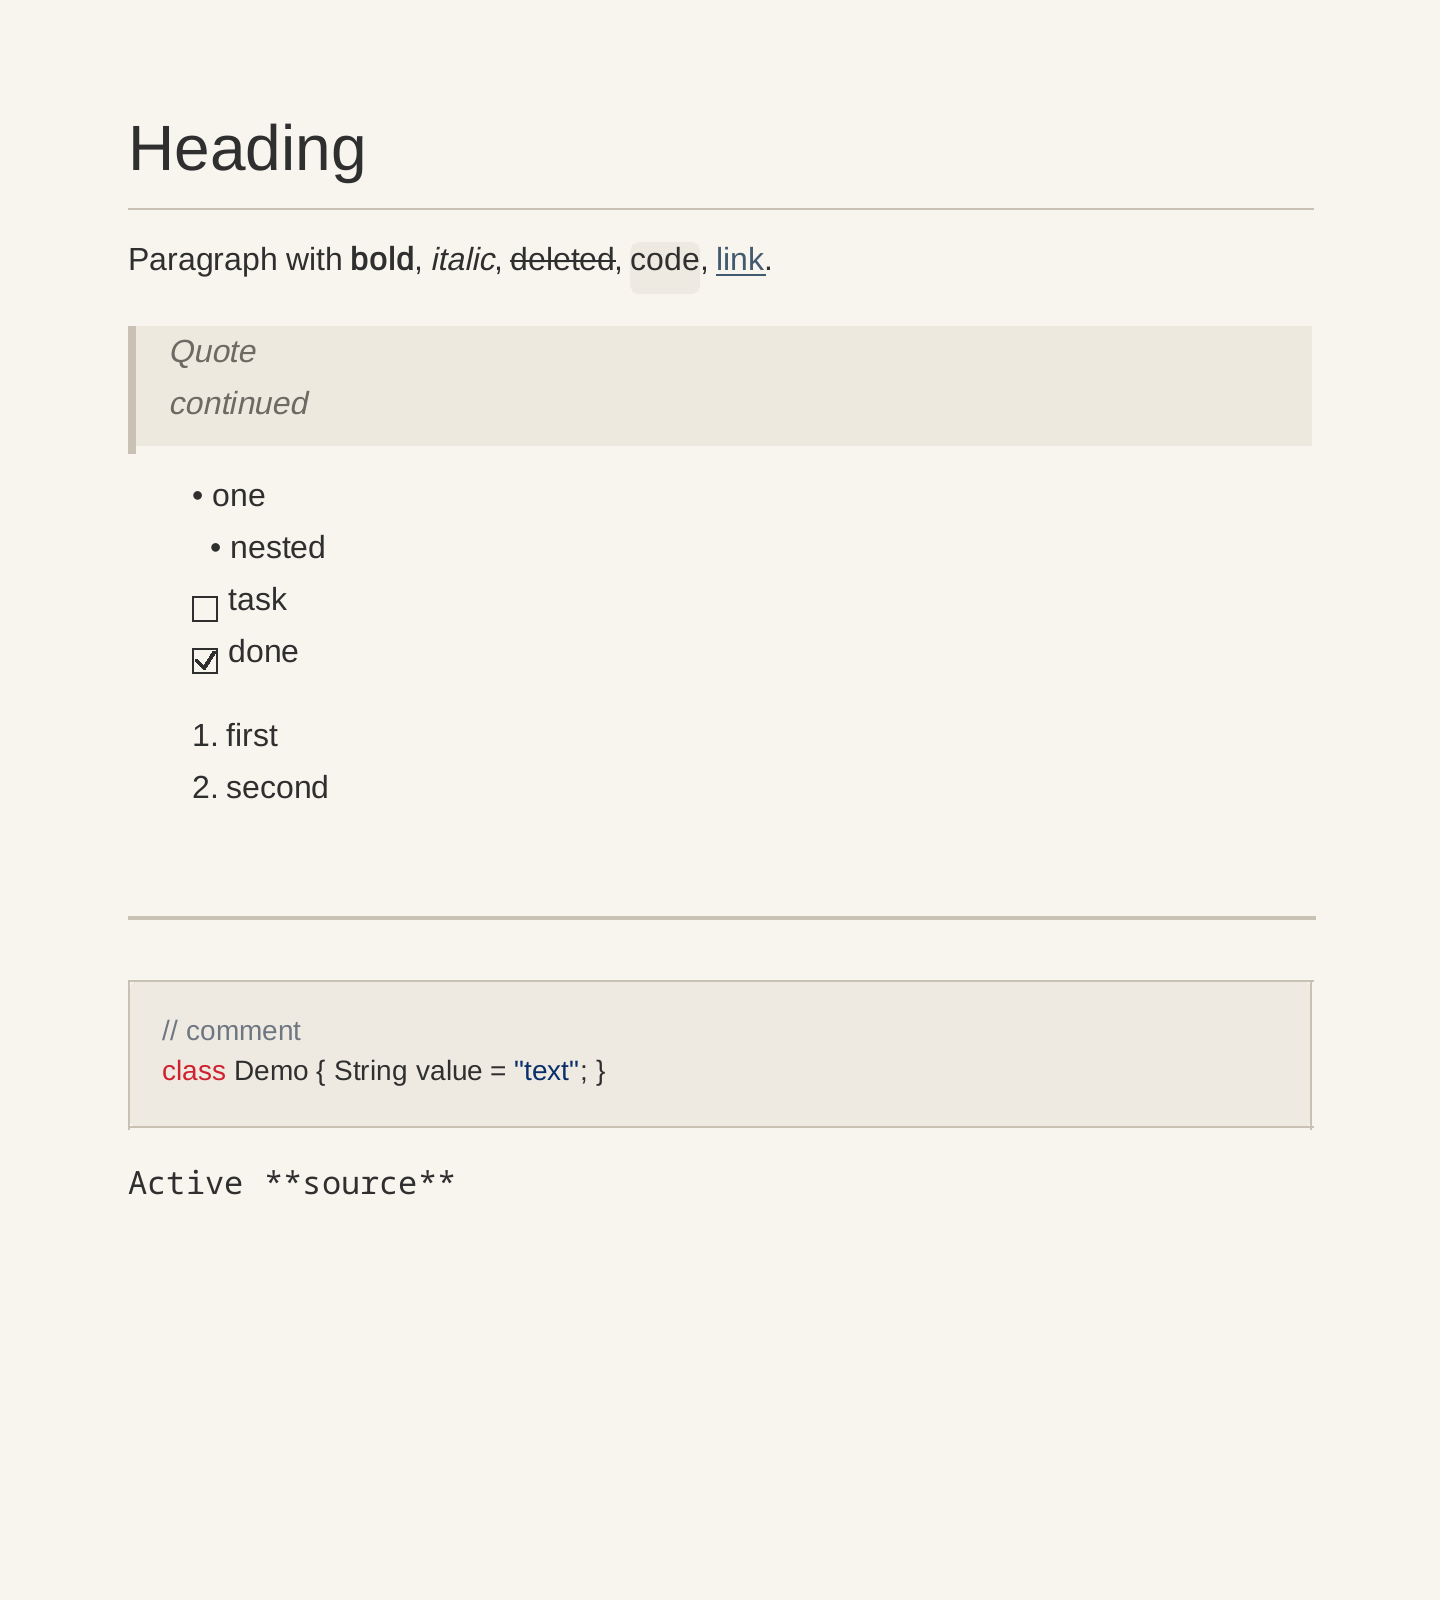 Heading
Paragraph with bold, italic, deleted, code, link.
Quote
continued
• one
• nested
☐ task
☑ done
1. first
2. second
// comment
class Demo { String value = "text"; }
Active **source**